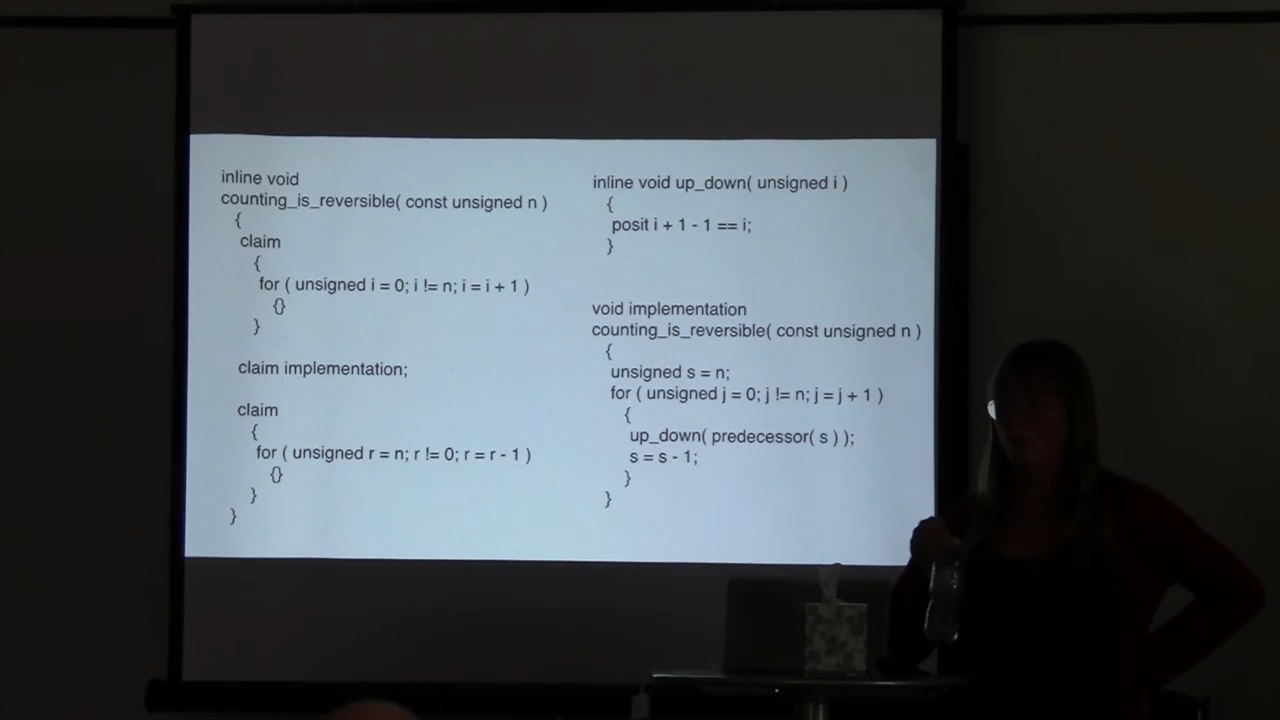 inline void
counting_is_reversible( const unsigned n )
{
claim
{
for ( unsigned i = 0; i != n; i = i + 1 )
{}
}
claim implementation;
claim
{
for ( unsigned r = n; r != 0; r = r - 1 )
{}
}
}
inline void up_down( unsigned i )
{
posit i + 1 - 1 == i;
}
void implementation
counting_is_reversible( const unsigned n )
{
unsigned s = n;
for ( unsigned j = 0; j != n; j = j + 1 )
{
up_down( predecessor( s ) );
s = s - 1;
}
}